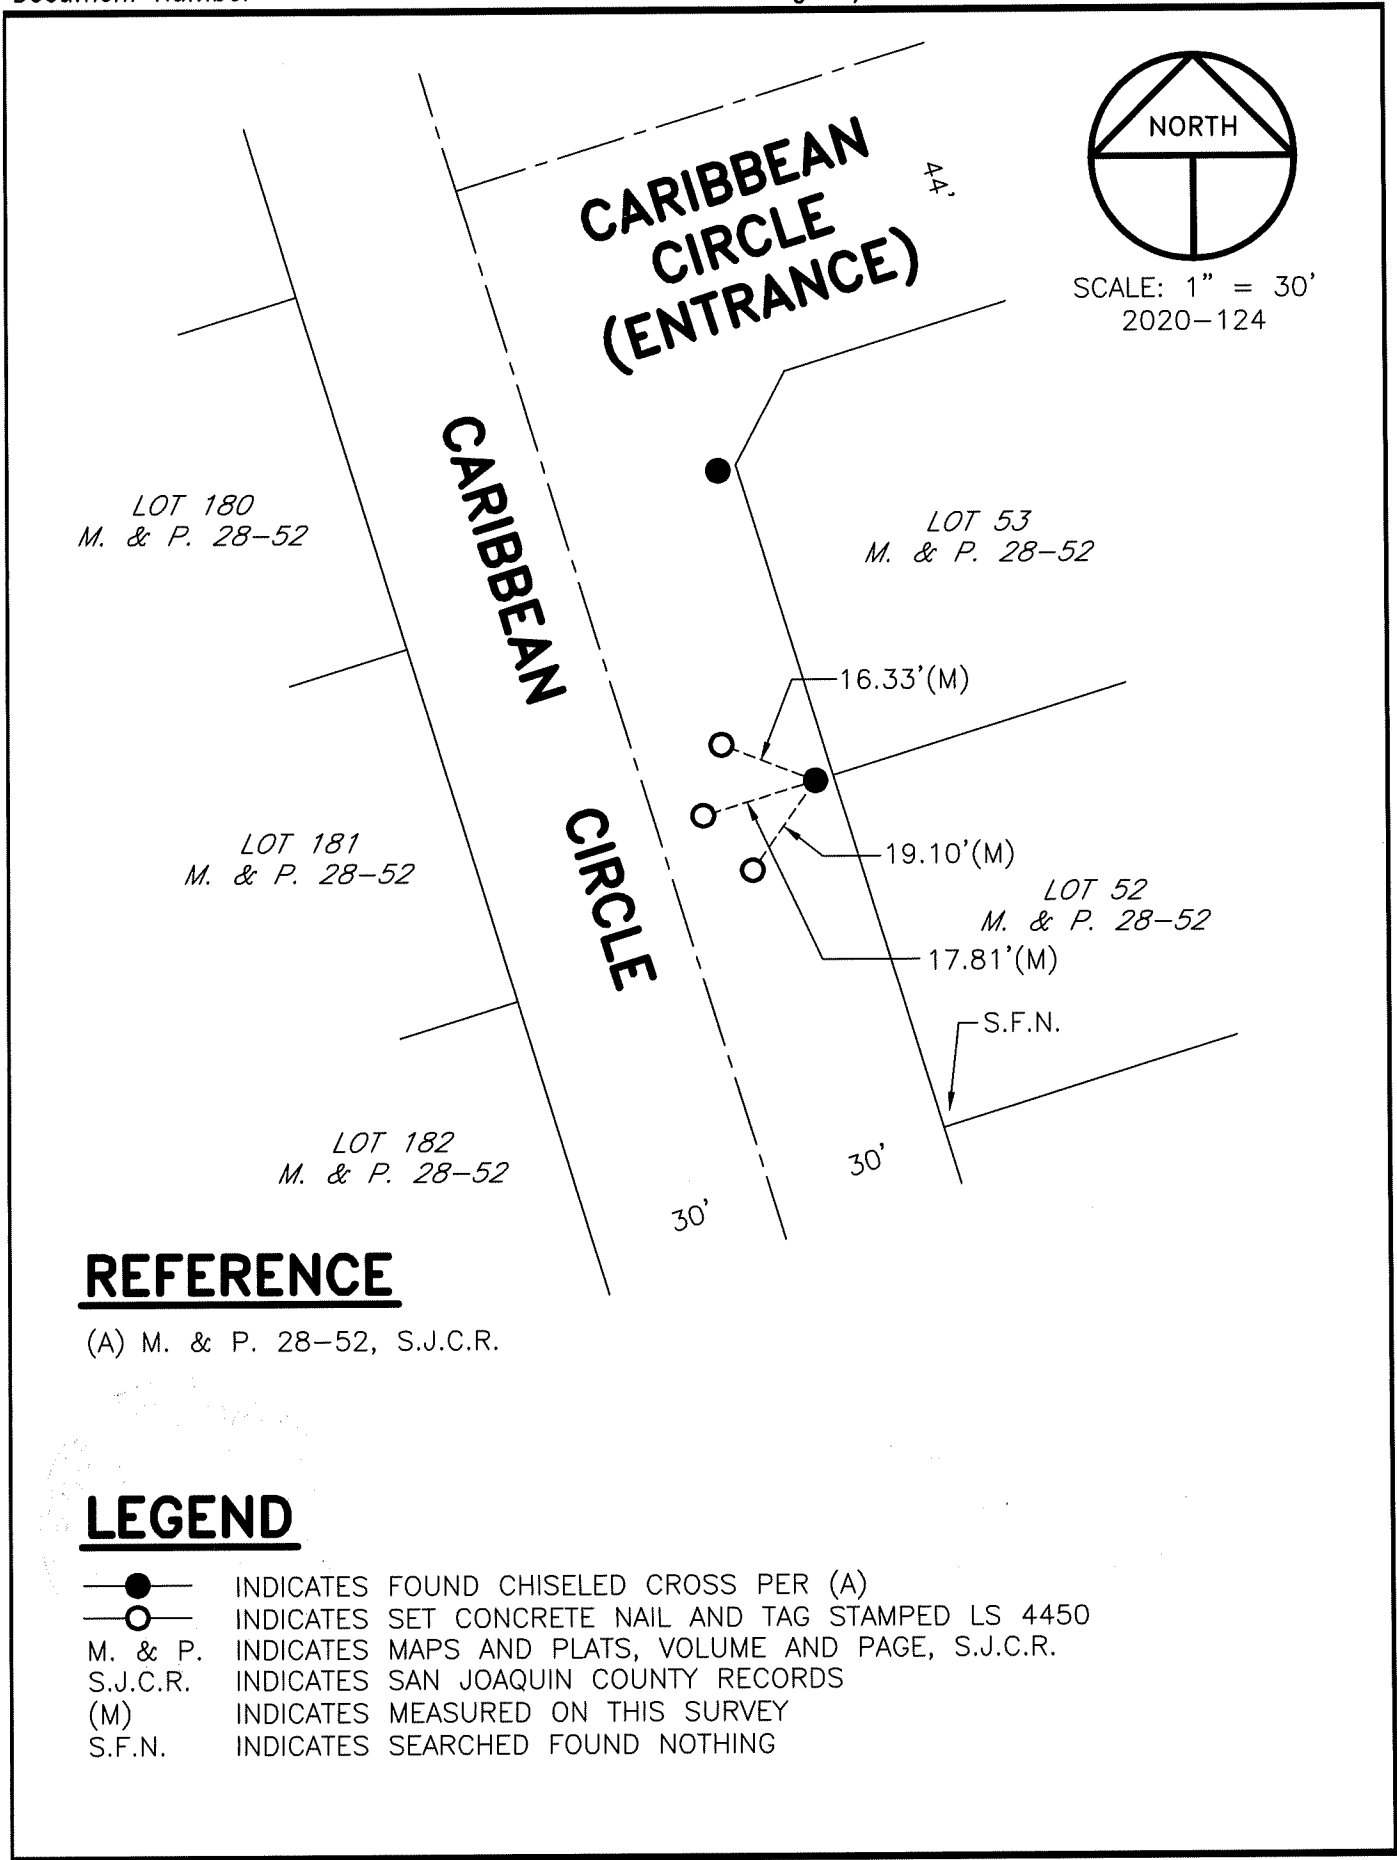 CARIBBEAN
CIRCLE
(ENTRANCE)
44'
NORTH
SCALE: 1" = 30'
2020-124
CARIBBEAN CIRCLE
LOT 180
M. & P. 28-52
LOT 53
M. & P. 28-52
16.33'(M)
LOT 181
M. & P. 28-52
19.10'(M)
LOT 52
M. & P. 28-52
17.81'(M)
S.F.N.
LOT 182
M. & P. 28-52
30'
30'
REFERENCE
(A) M. & P. 28-52, S.J.C.R.
LEGEND
INDICATES FOUND CHISELED CROSS PER (A)
INDICATES SET CONCRETE NAIL AND TAG STAMPED LS 4450
M. & P. INDICATES MAPS AND PLATS, VOLUME AND PAGE, S.J.C.R.
S.J.C.R. INDICATES SAN JOAQUIN COUNTY RECORDS
(M) INDICATES MEASURED ON THIS SURVEY
S.F.N. INDICATES SEARCHED FOUND NOTHING